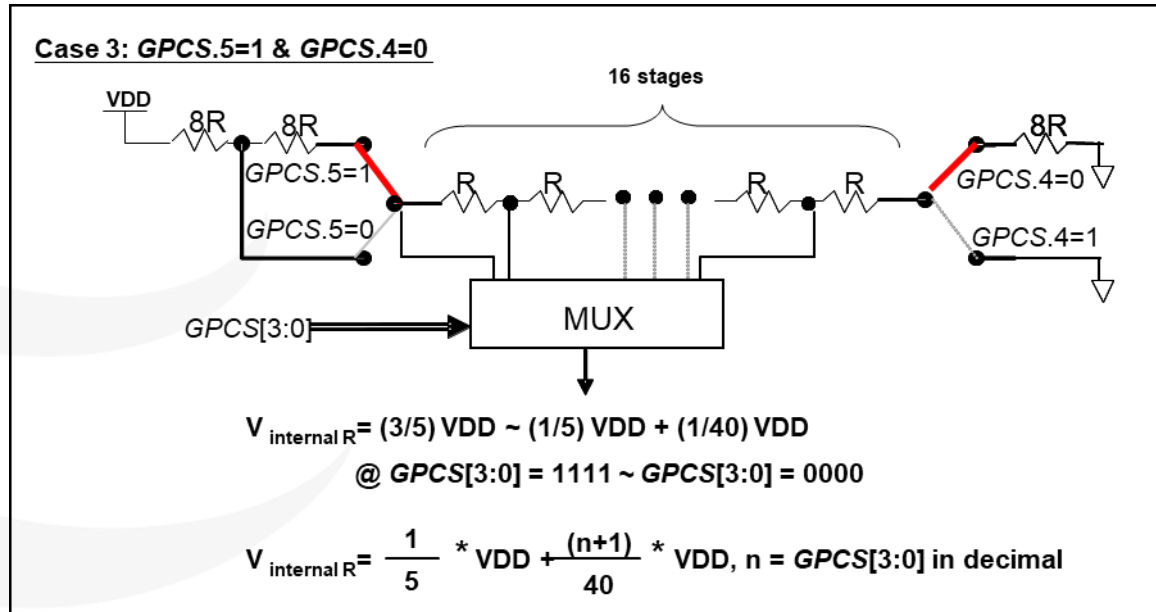 Case 3: GPCS.5=1 & GPCS.4=0
16 stages
VDD
8R
8R
8R
GPCS.5=1
GPCS.4=0
R
R
R
R
GPCS.5=0
GPCS.4=1
MUX
GPCS[3:0]
V internal R= (3/5) VDD ~ (1/5) VDD + (1/40) VDD
@ GPCS[3:0] = 1111 ~ GPCS[3:0] = 0000
V internal R= 1/5 * VDD + (n+1)/40 * VDD, n = GPCS[3:0] in decimal